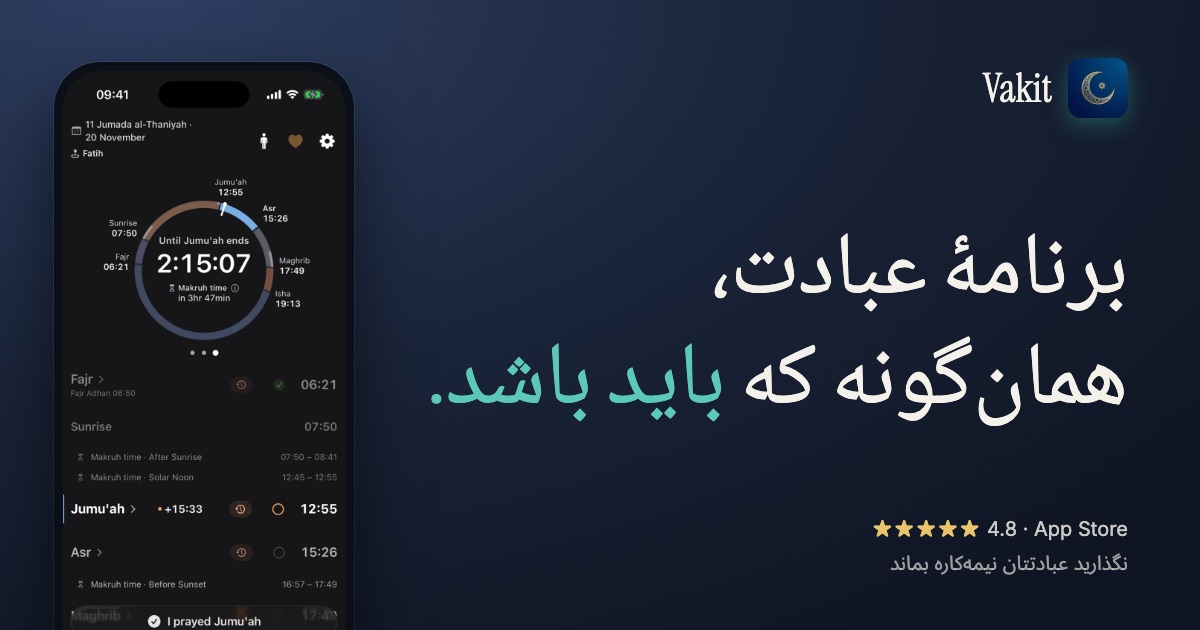 09:41
11 Jumada al-Thaniyah ·
20 November
Fatih
Jumu'ah
12:55
Asr
15:26
Sunrise
07:50
Until Jumu'ah ends
2:15:07
Fajr
06:21
Maghrib
17:49
Makruh time
in 3hr 47min
Isha
19:13
Fajr 06:21
Fajr Adhan 06:50
Sunrise 07:50
Makruh time · After Sunrise 07:50 – 08:41
Makruh time · Solar Noon 12:45 – 12:55
Jumu'ah +15:33 12:55
Asr 15:26
Makruh time · Before Sunset 16:57 – 17:49
Maghrib 17:49
I prayed Jumu'ah
Vakit
برنامهٔ عبادت،
همان‌گونه که باید باشد.
4.8 · App Store
نگذارید عبادتتان نیمه‌کاره بماند